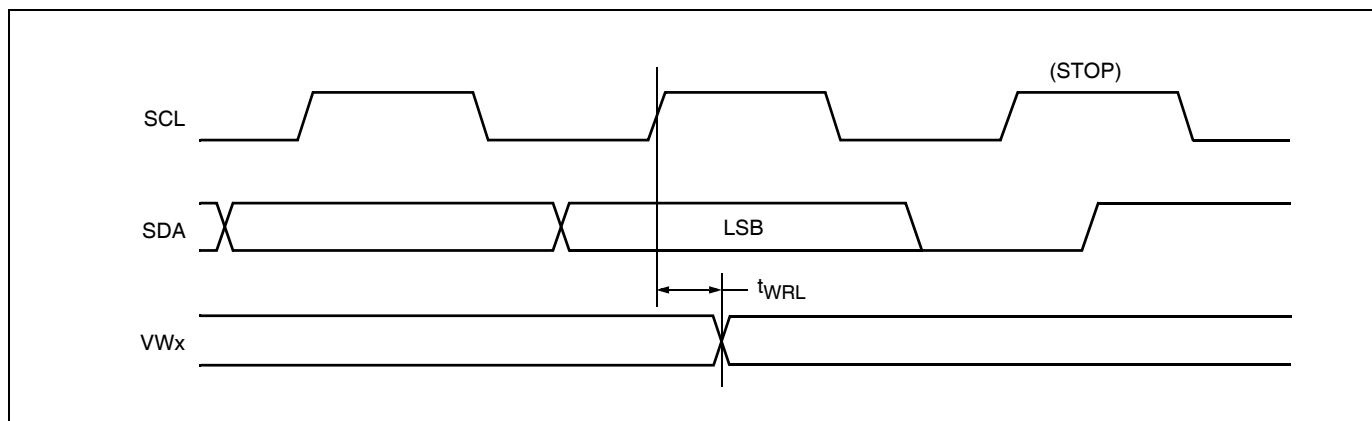 (STOP)
SCL
SDA
LSB
tWRL
VWx